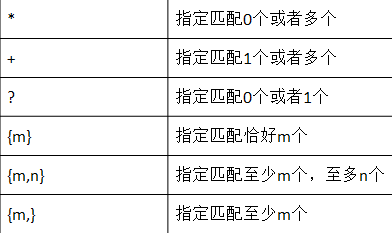 * 指定匹配0个或者多个
+ 指定匹配1个或者多个
? 指定匹配0个或者1个
{m} 指定匹配恰好m个
{m,n} 指定匹配至少m个，至多n个
{m,} 指定匹配至少m个